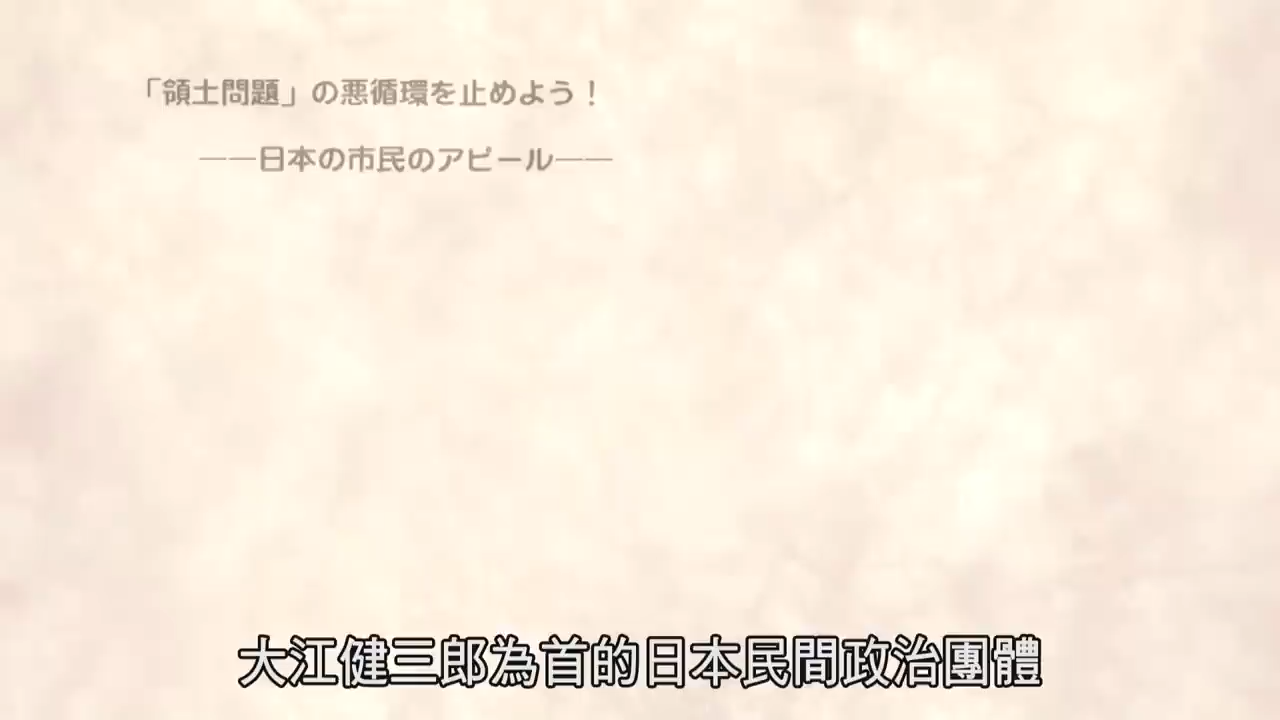 「領土問題」の悪循環を止めよう！
――日本の市民のアピール――
大江健三郎為首的日本民間政治團體